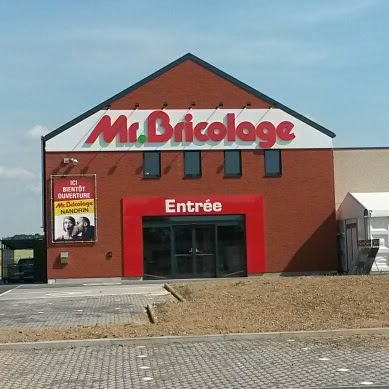 Mr.Bricolage
Entrée
ICI
BIENTÔT
OUVERTURE
Mr.Bricolage
NANDRIN